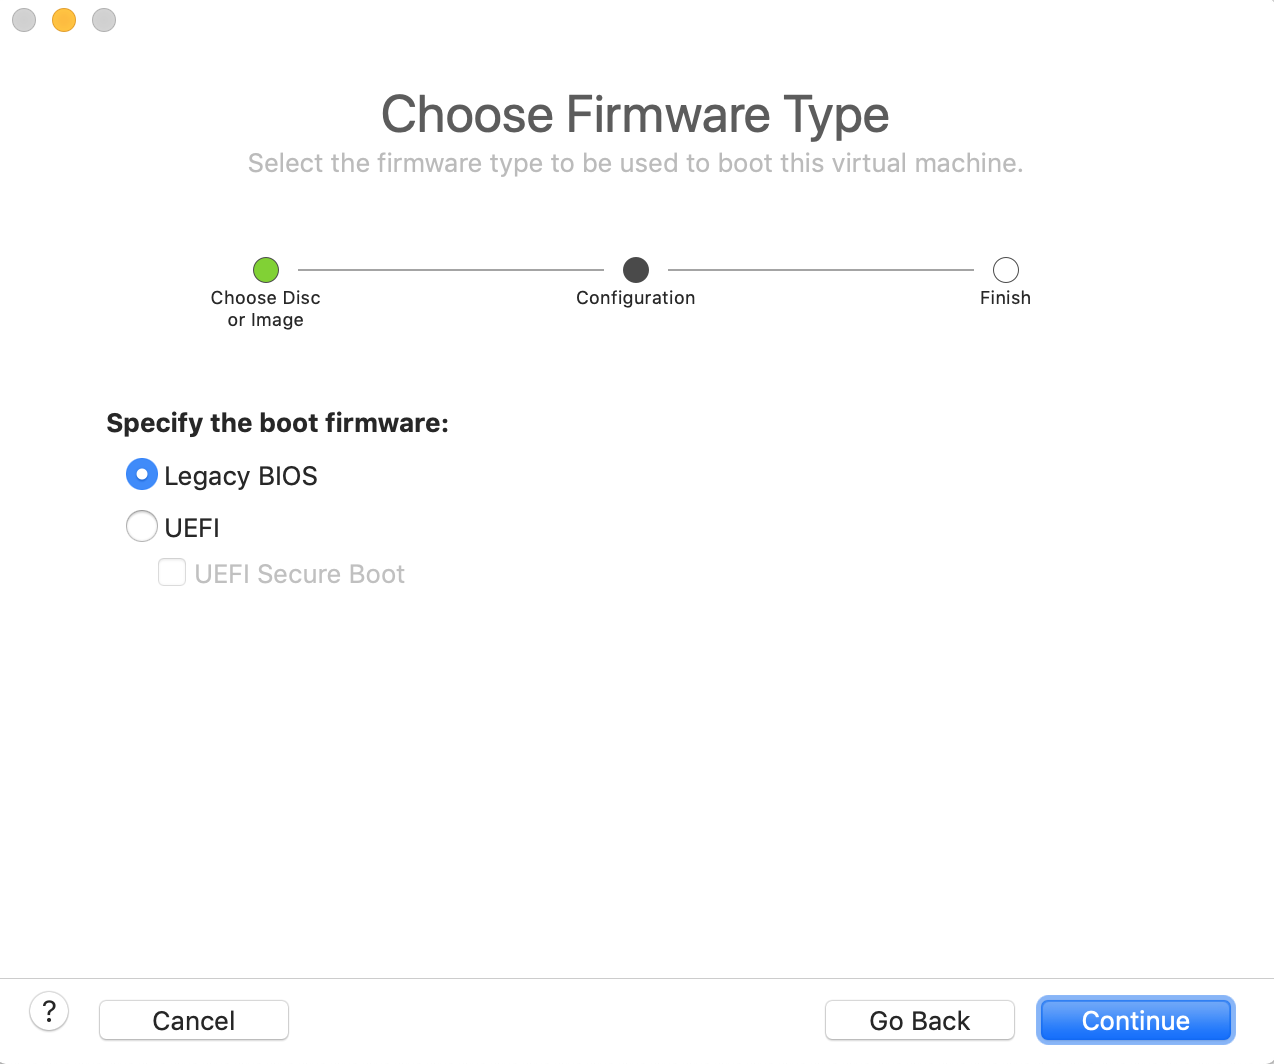 Choose Firmware Type
Select the firmware type to be used to boot this virtual machine.
Choose Disc
or Image
Configuration
Finish
Specify the boot firmware:
Legacy BIOS
UEFI
UEFI Secure Boot
?
Cancel
Go Back
Continue